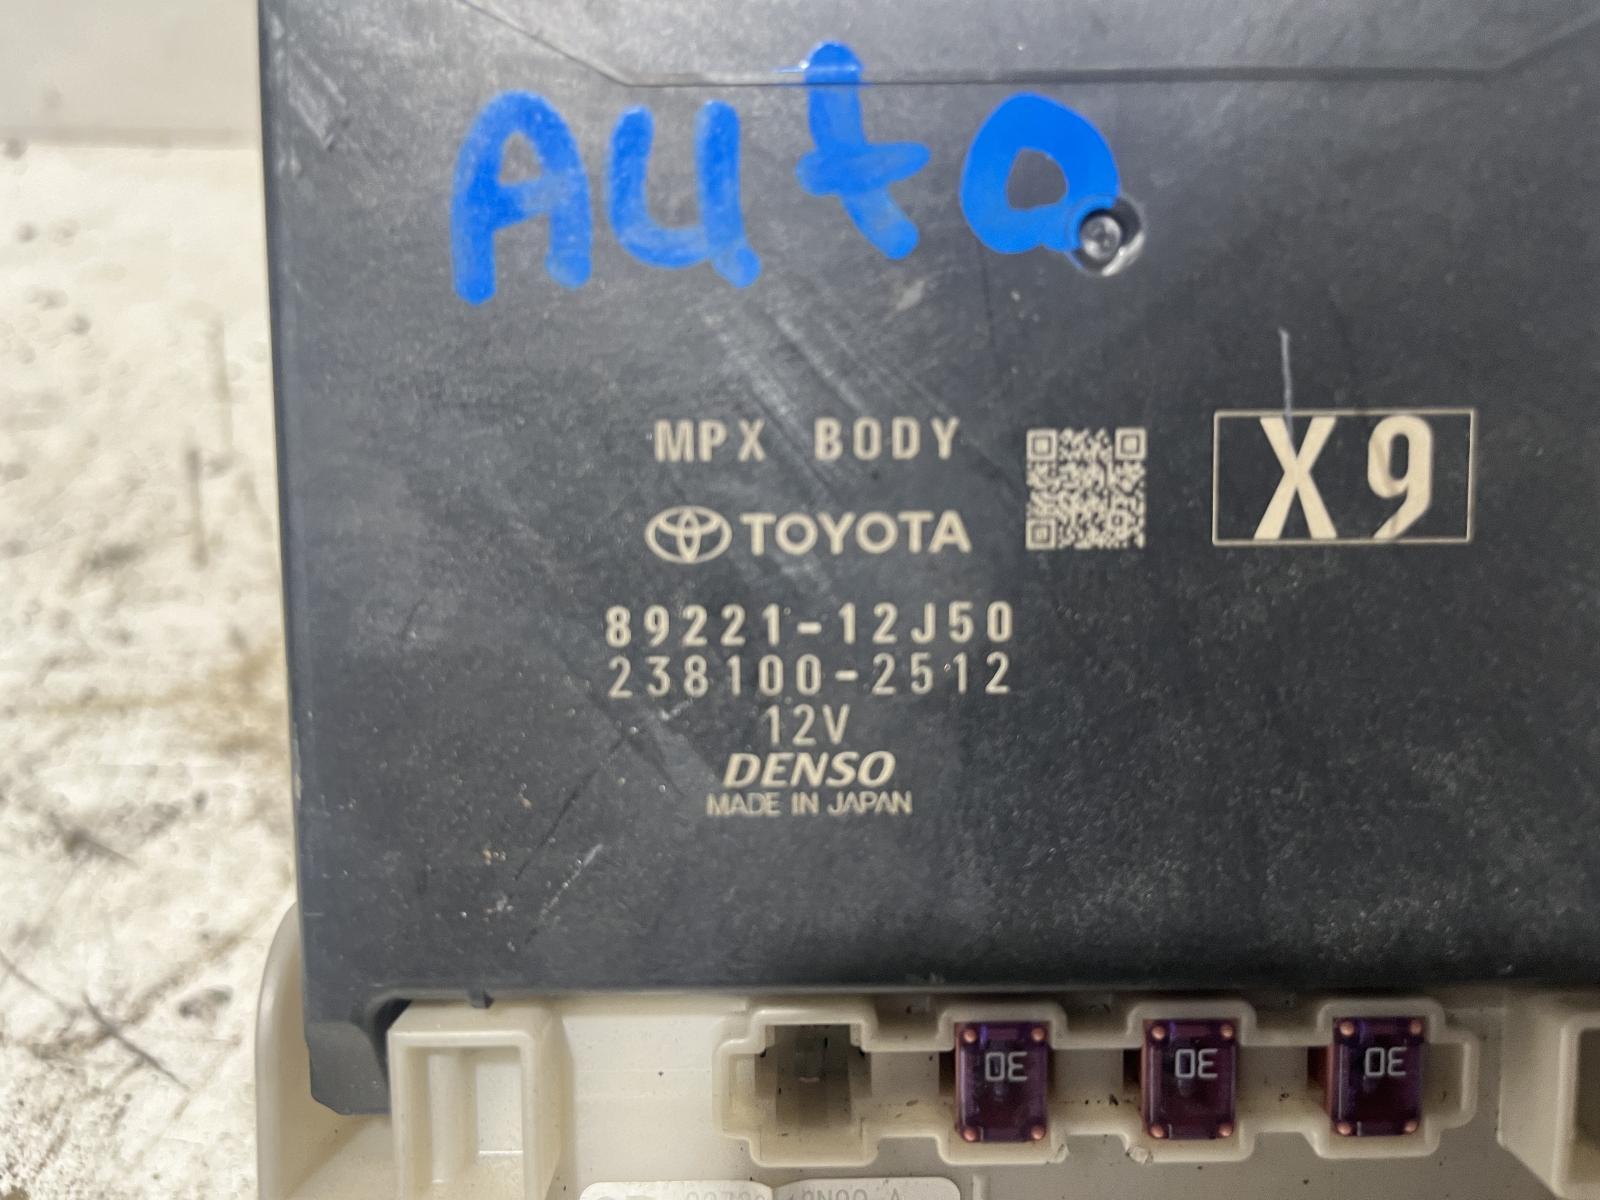 Auto
MPX BODY
X9
TOYOTA
89221-12J50
238100-2512
12V
DENSO
MADE IN JAPAN
30 30 30